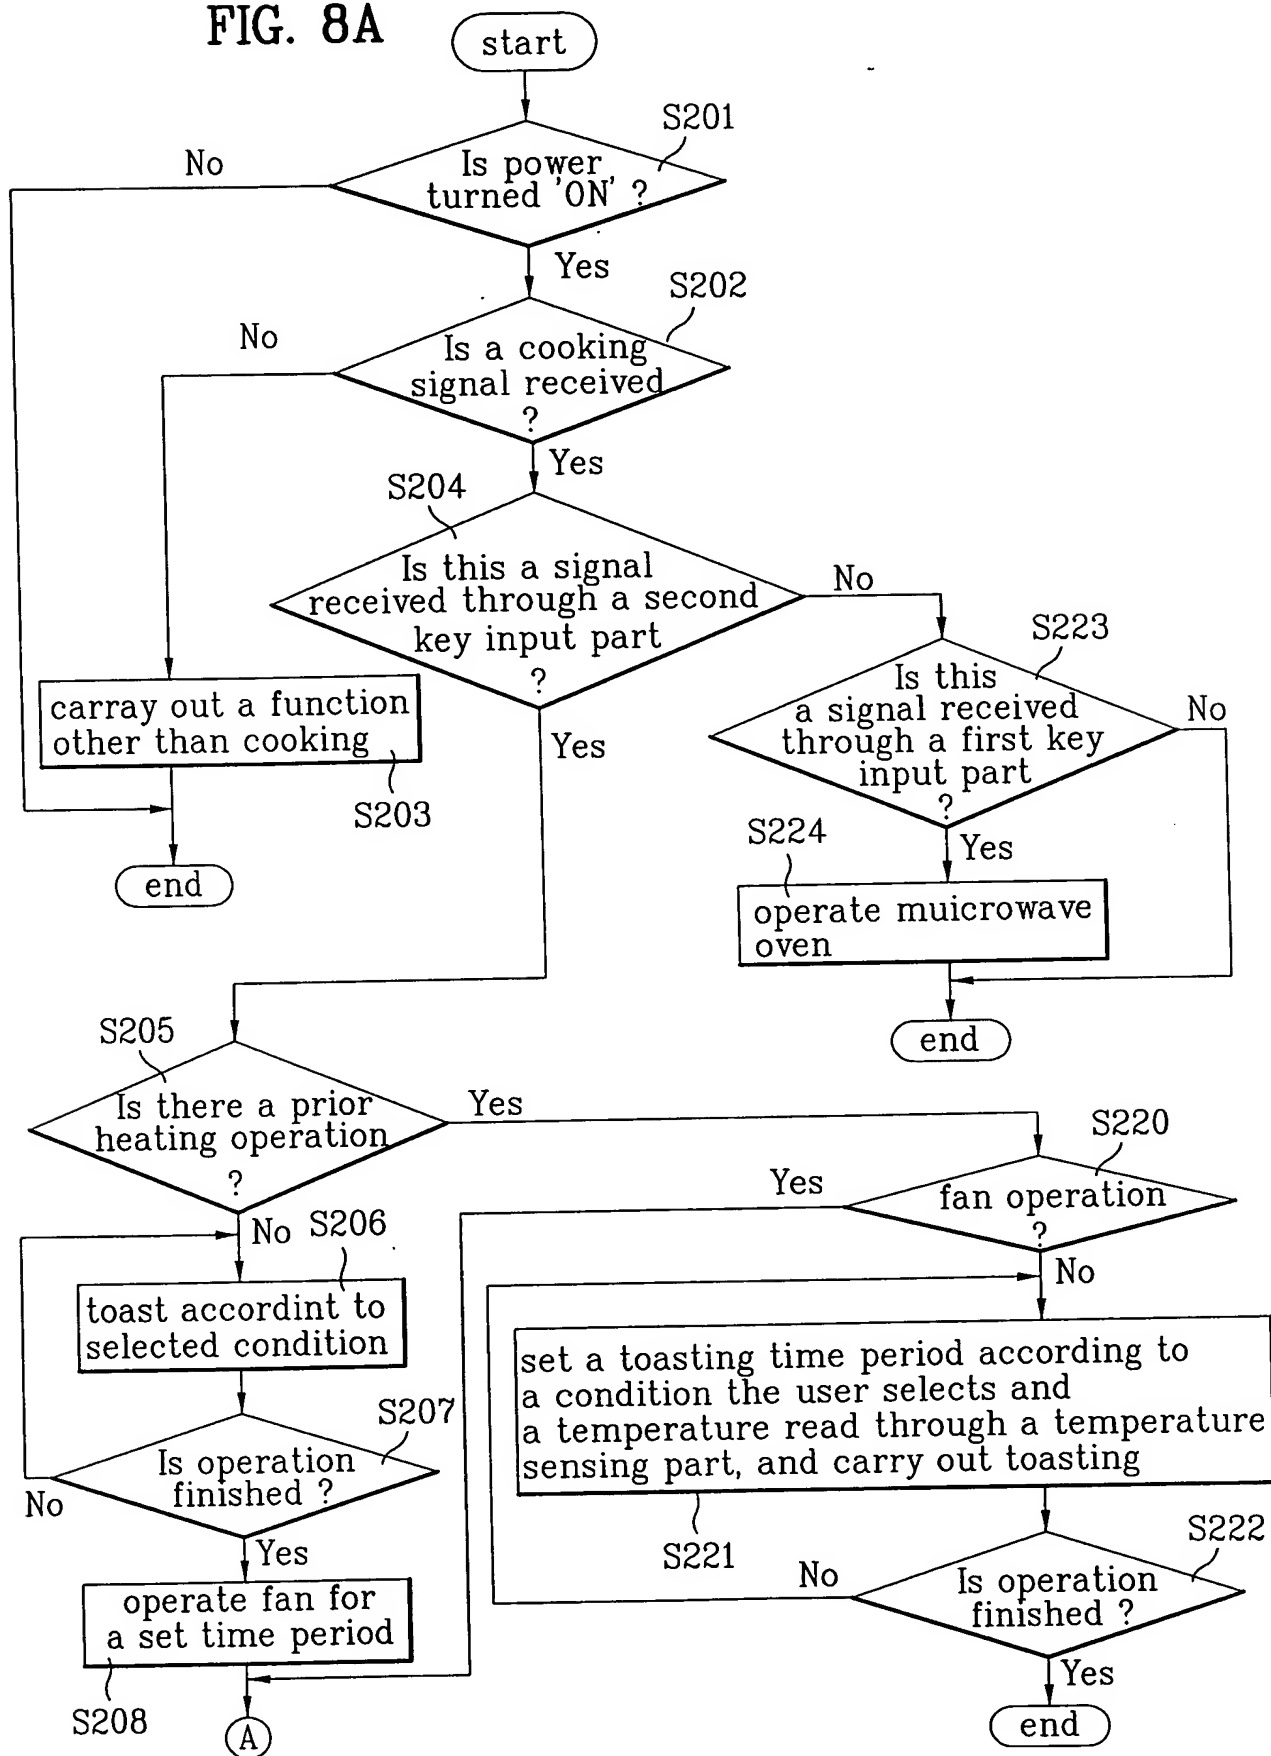 FIG. 8A
start
S201
Is power
turned 'ON' ?
No
Yes
S202
Is a cooking
signal received
?
No
Yes
S204
Is this a signal
received through a second
key input part
?
No
Yes
S223
Is this
a signal received
through a first key
input part
?
No
Yes
carray out a function
other than cooking
S203
end
S224
operate muicrowave
oven
end
S205
Is there a prior
heating operation
?
Yes
No
S220
fan operation
?
Yes
No
S206
toast accordint to
selected condition
S207
Is operation
finished ?
No
Yes
operate fan for
a set time period
S208
A
set a toasting time period according to
a condition the user selects and
a temperature read through a temperature
sensing part, and carry out toasting
S221
S222
Is operation
finished ?
No
Yes
end